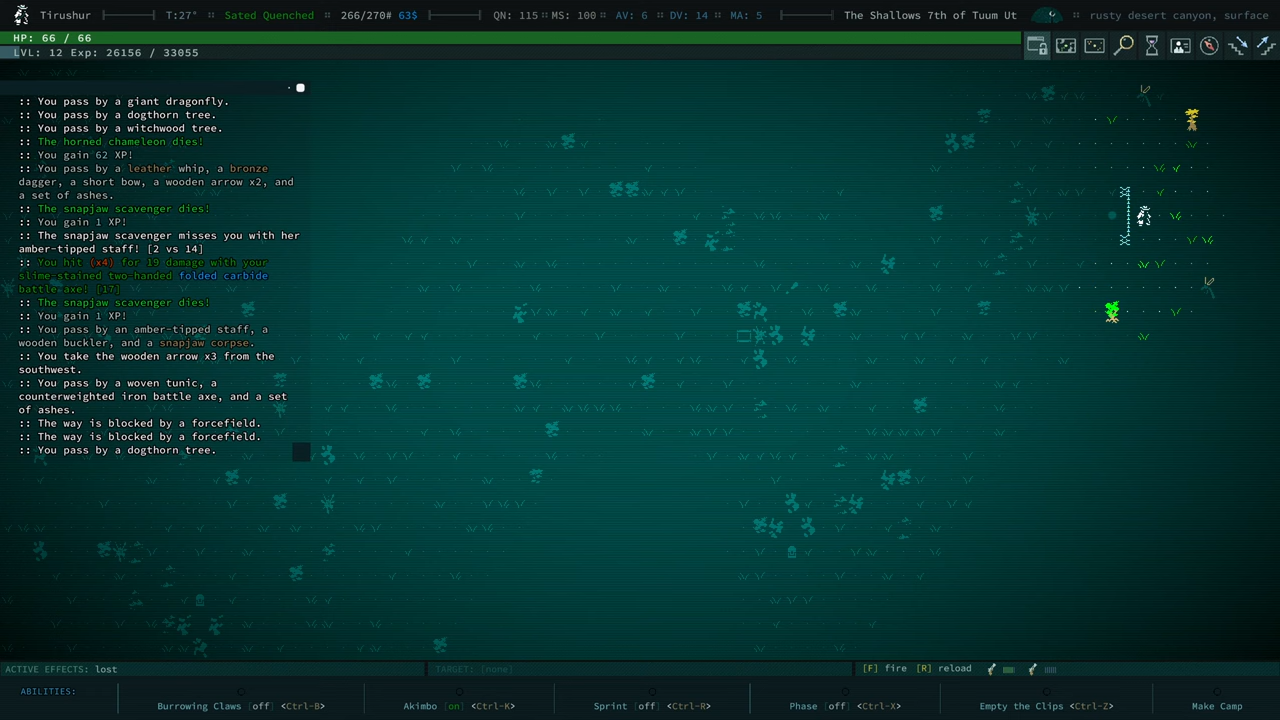 Tirushur T:27° :: Sated Quenched :: 266/270# 63$ QN: 115 :: MS: 100 :: AV: 6 :: DV: 14 :: MA: 5 The Shallows 7th of Tuum Ut :: rusty desert canyon, surface
HP: 66 / 66
LVL: 12 Exp: 26156 / 33055
:: You pass by a giant dragonfly.
:: You pass by a dogthorn tree.
:: You pass by a witchwood tree.
:: The horned chameleon dies!
:: You gain 62 XP!
:: You pass by a leather whip, a bronze
dagger, a short bow, a wooden arrow x2, and
a set of ashes.
:: The snapjaw scavenger dies!
:: You gain 1 XP!
:: The snapjaw scavenger misses you with her
amber-tipped staff! [2 vs 14]
:: You hit (x4) for 19 damage with your
slime-stained two-handed folded carbide
battle axe! [17]
:: The snapjaw scavenger dies!
:: You gain 1 XP!
:: You pass by an amber-tipped staff, a
wooden buckler, and a snapjaw corpse.
:: You take the wooden arrow x3 from the
southwest.
:: You pass by a woven tunic, a
counterweighted iron battle axe, and a set
of ashes.
:: The way is blocked by a forcefield.
:: The way is blocked by a forcefield.
:: You pass by a dogthorn tree.
ACTIVE EFFECTS: lost TARGET: [none] [F] fire [R] reload
ABILITIES: Burrowing Claws [off] <Ctrl-B> Akimbo [on] <Ctrl-K> Sprint [off] <Ctrl-R> Phase [off] <Ctrl-X> Empty the Clips <Ctrl-Z> Make Camp